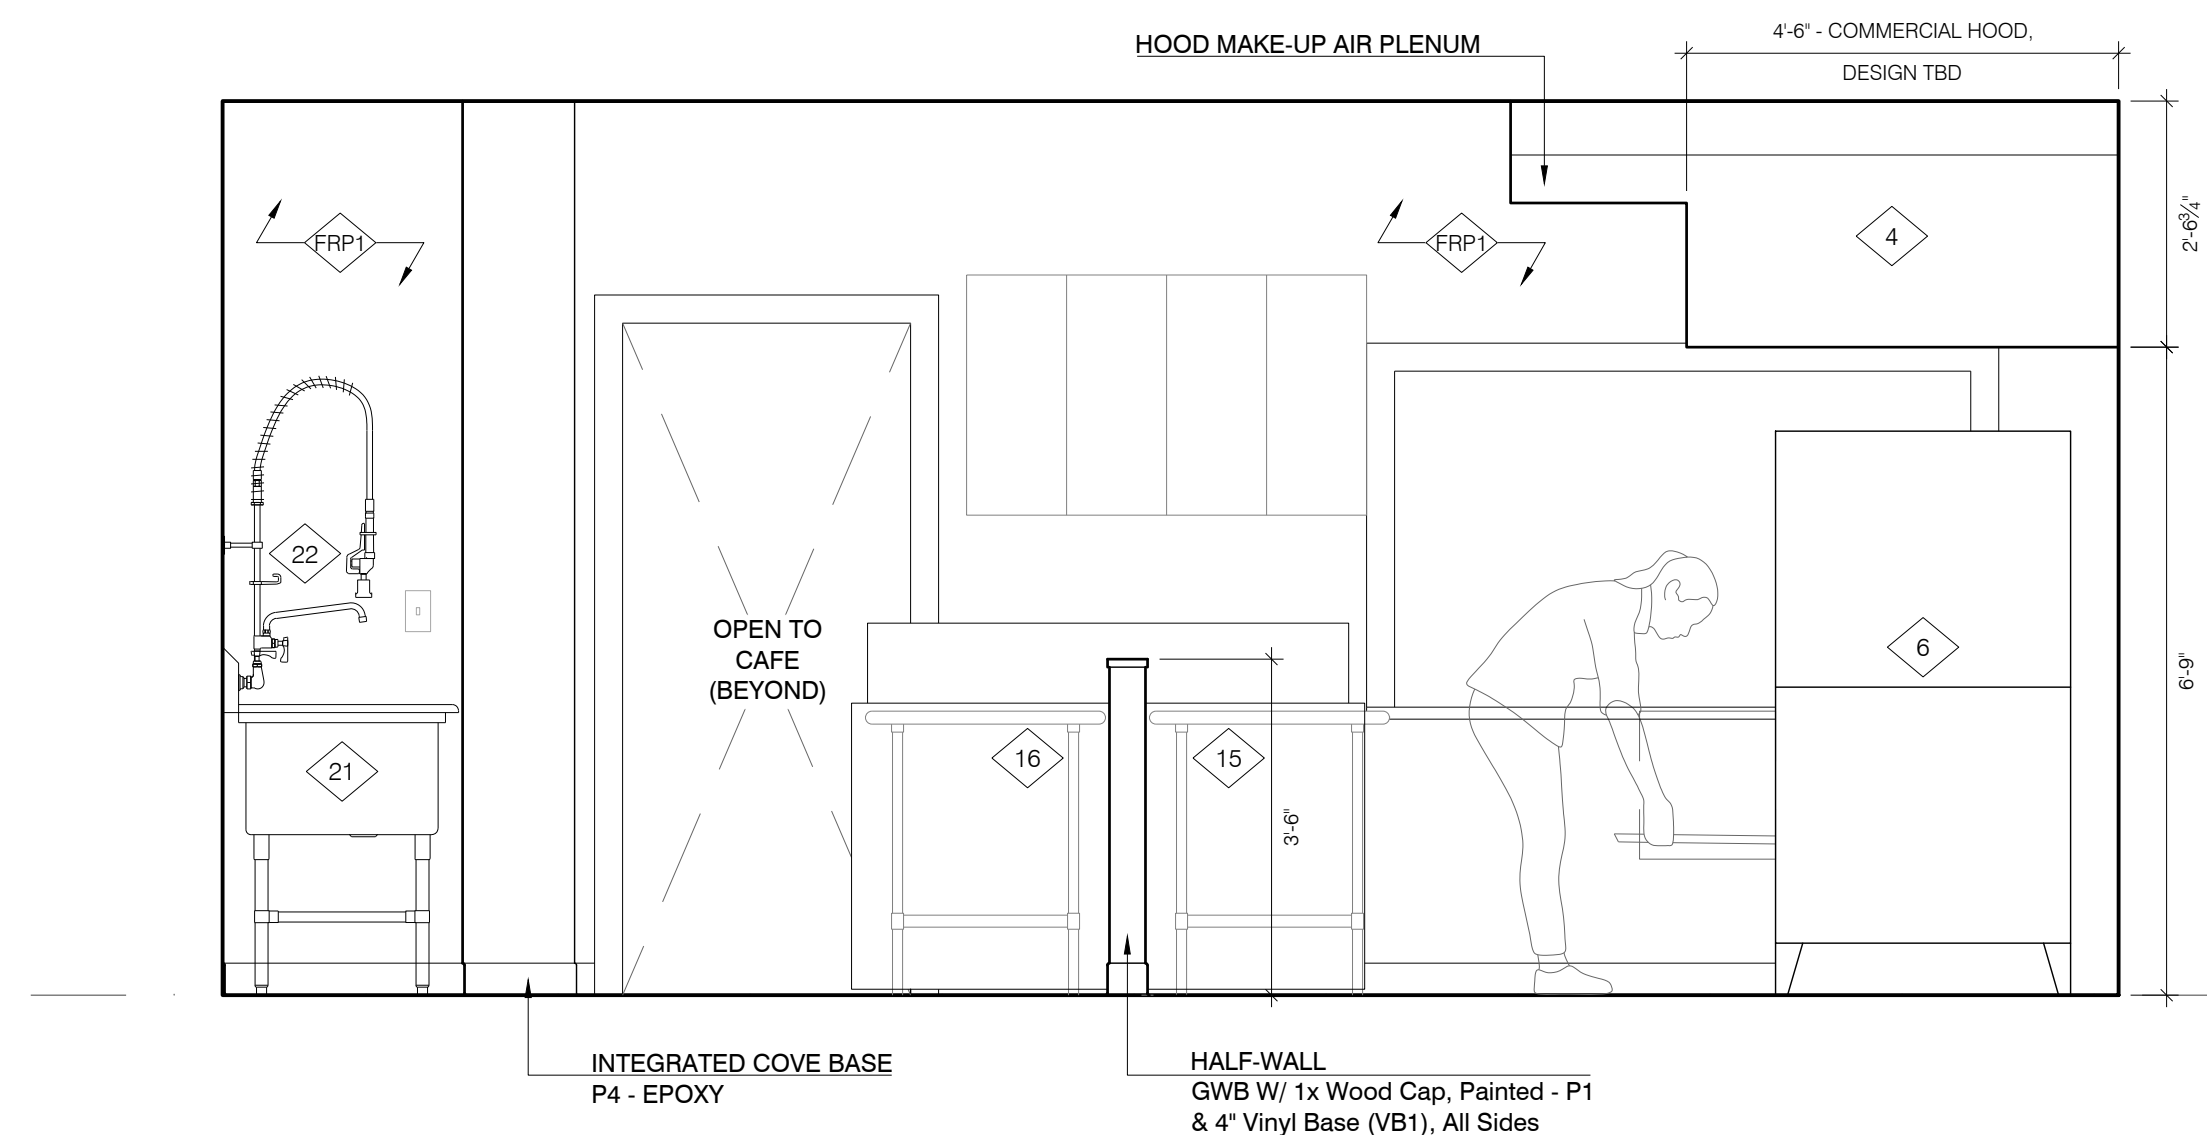 HOOD MAKE-UP AIR PLENUM
4'-6" - COMMERCIAL HOOD,
DESIGN TBD
FRP1
FRP1
4
2'-6¾"
22
OPEN TO
CAFE
(BEYOND)
6
6'-9"
21
16
15
3'-6"
INTEGRATED COVE BASE
P4 - EPOXY
HALF-WALL
GWB W/ 1x Wood Cap, Painted - P1
& 4" Vinyl Base (VB1), All Sides